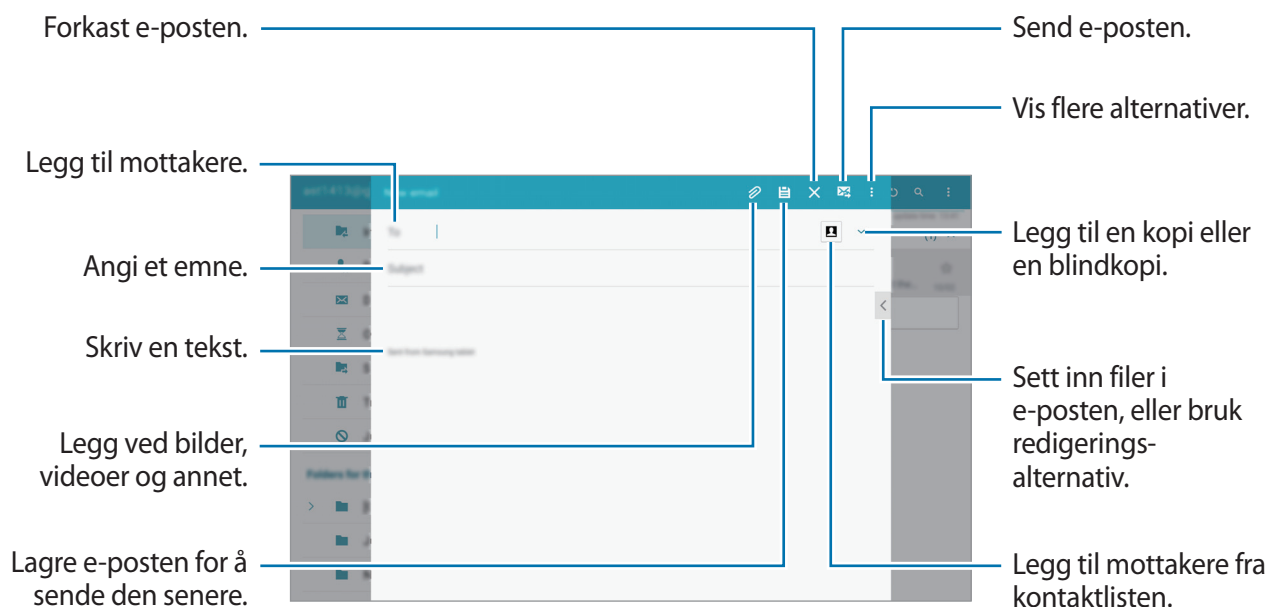 Forkast e-posten.
Send e-posten.
Vis flere alternativer.
Legg til mottakere.
New email
To
Legg til en kopi eller
en blindkopi.
Angi et emne.
Subject
Skriv en tekst.
Sent from Samsung tablet
Sett inn filer i
e-posten, eller bruk
redigerings-
alternativ.
Legg ved bilder,
videoer og annet.
Lagre e-posten for å
sende den senere.
Legg til mottakere fra
kontaktlisten.